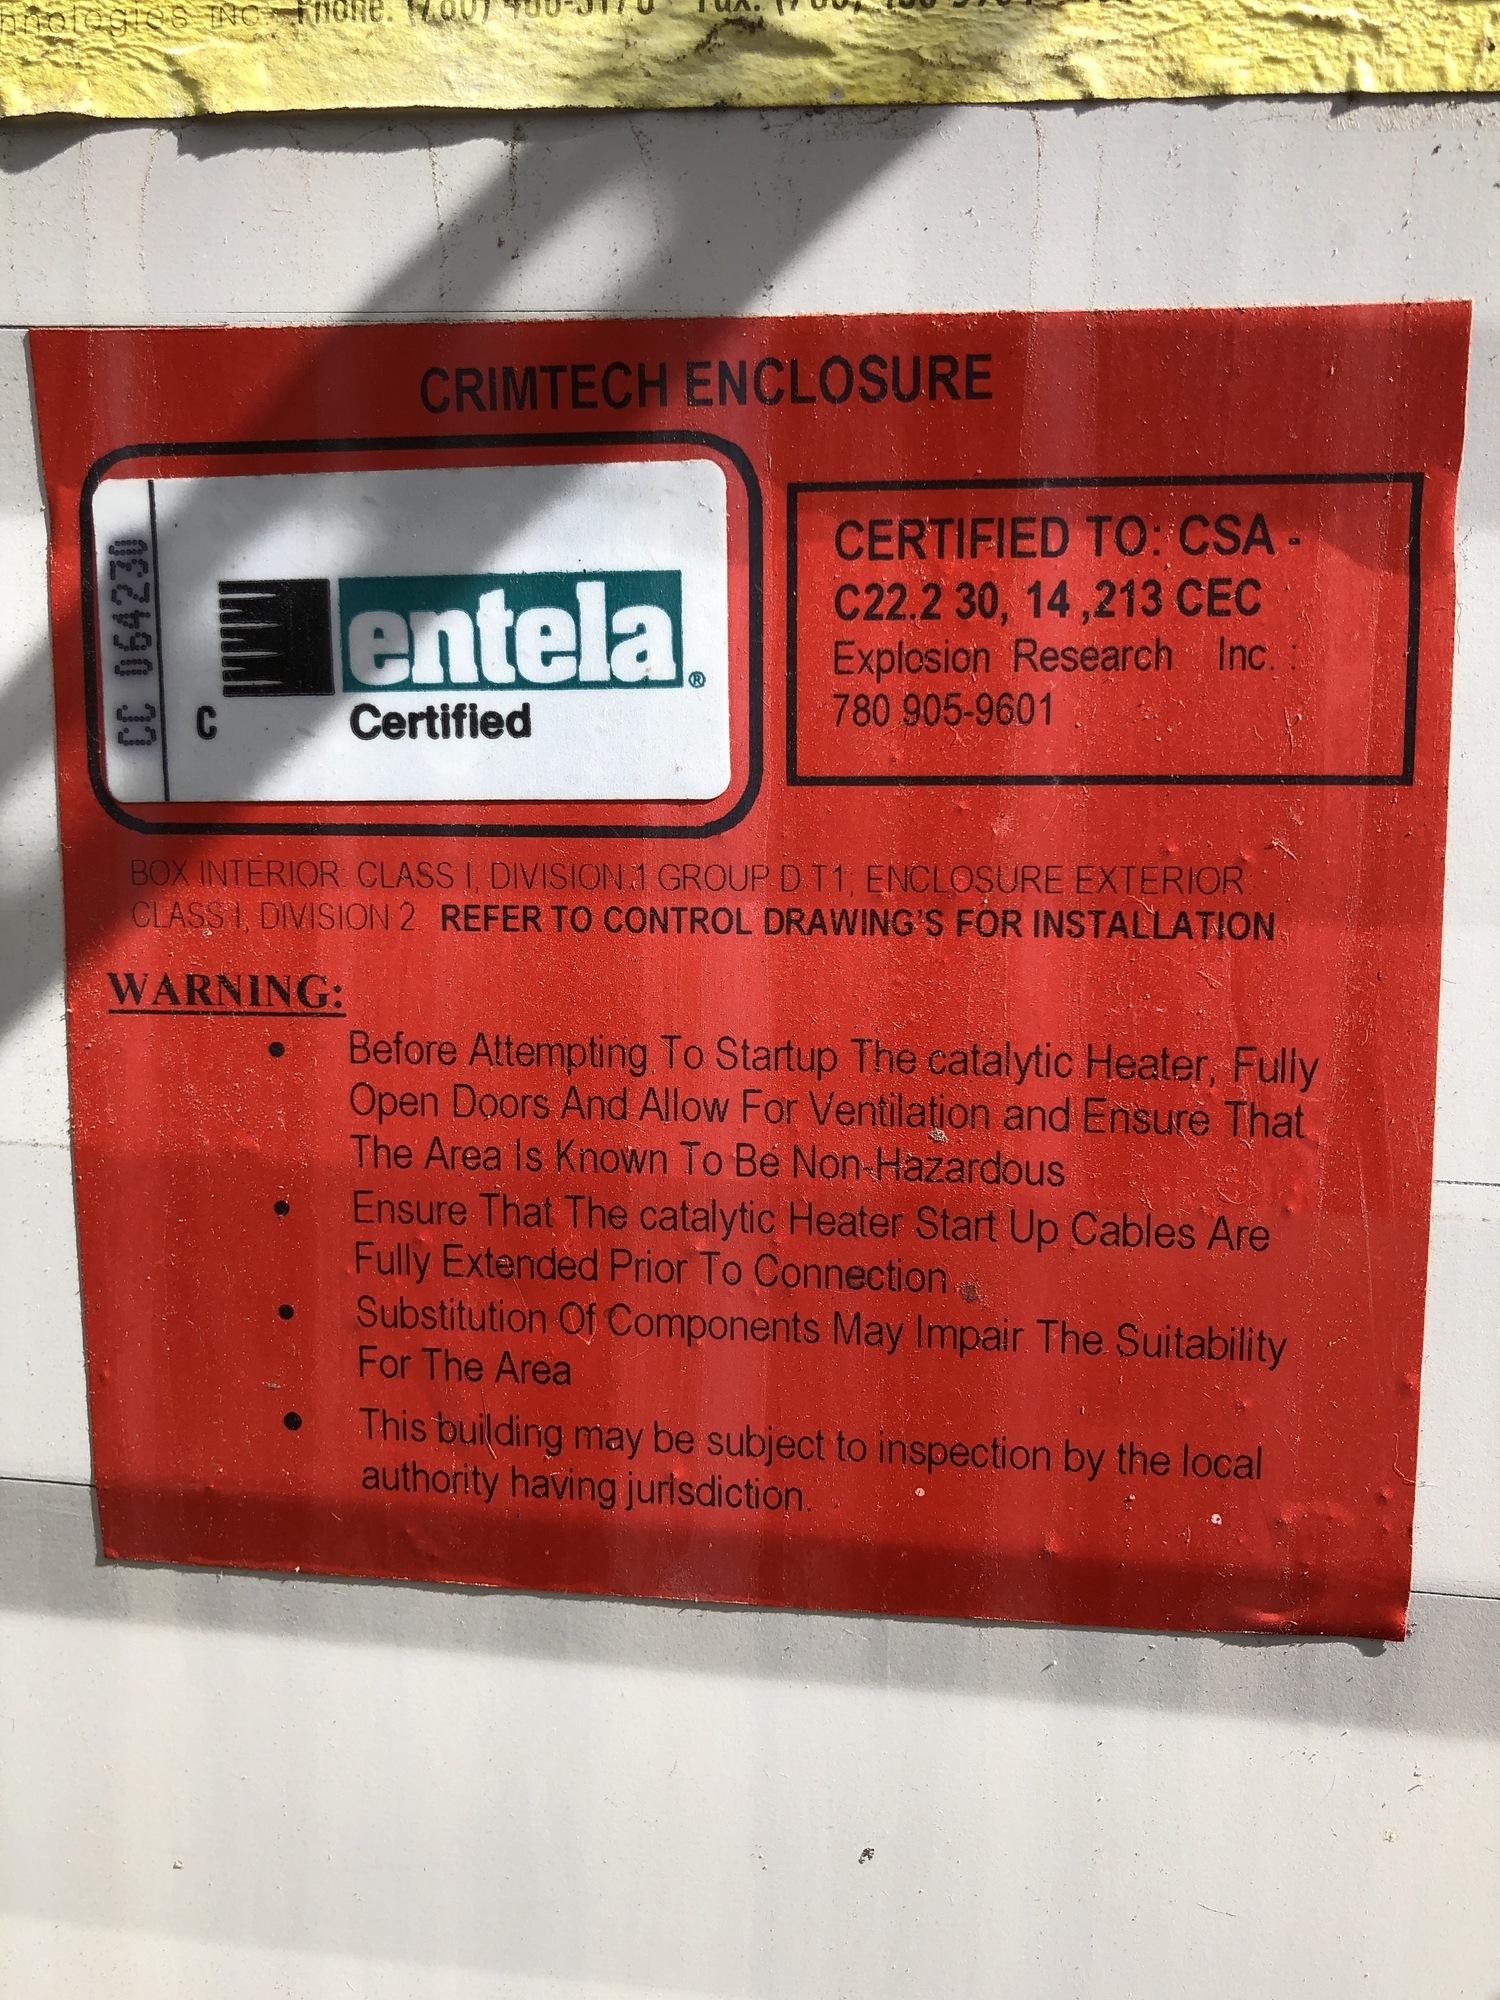 hnologies INC. Phone: (780)
CRIMTECH ENCLOSURE
CC 064230
entela®
C Certified
CERTIFIED TO: CSA -
C22.2 30, 14 ,213 CEC
Explosion Research Inc. :
780 905-9601
BOX INTERIOR: CLASS I, DIVISION 1 GROUP D T1; ENCLOSURE EXTERIOR:
CLASS I, DIVISION 2 REFER TO CONTROL DRAWING'S FOR INSTALLATION
WARNING:
• Before Attempting To Startup The catalytic Heater, Fully
Open Doors And Allow For Ventilation and Ensure That
The Area Is Known To Be Non-Hazardous
• Ensure That The catalytic Heater Start Up Cables Are
Fully Extended Prior To Connection.
• Substitution Of Components May Impair The Suitability
For The Area
• This building may be subject to inspection by the local
authority having jurisdiction.